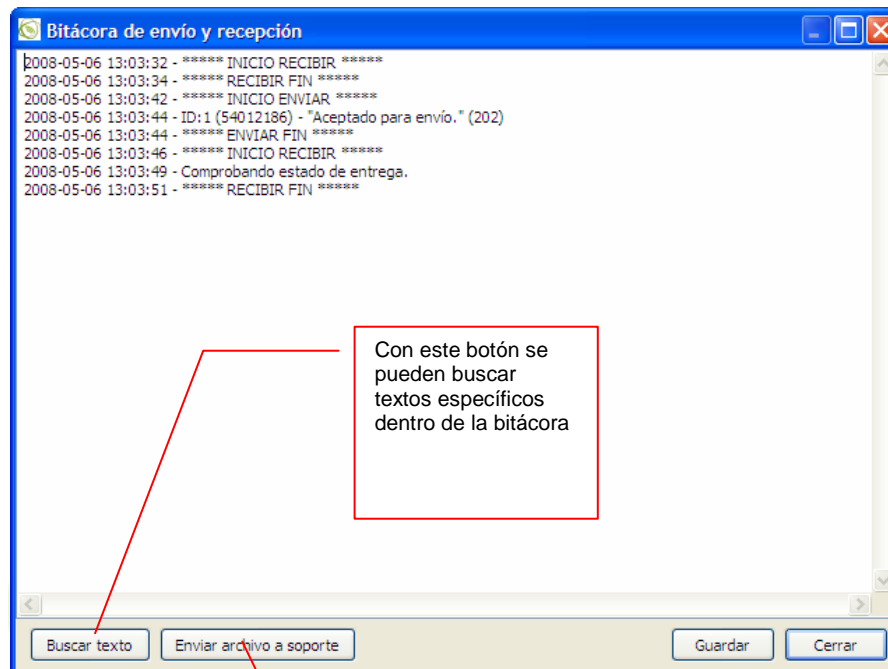 Bitácora de envío y recepción
2008-05-06 13:03:32 - ***** INICIO RECIBIR *****
2008-05-06 13:03:34 - ***** RECIBIR FIN *****
2008-05-06 13:03:42 - ***** INICIO ENVIAR *****
2008-05-06 13:03:44 - ID:1 (54012186) - "Aceptado para envío." (202)
2008-05-06 13:03:44 - ***** ENVIAR FIN *****
2008-05-06 13:03:46 - ***** INICIO RECIBIR *****
2008-05-06 13:03:49 - Comprobando estado de entrega.
2008-05-06 13:03:51 - ***** RECIBIR FIN *****
Con este botón se
pueden buscar
textos específicos
dentro de la bitácora
Buscar texto Enviar archivo a soporte Guardar Cerrar